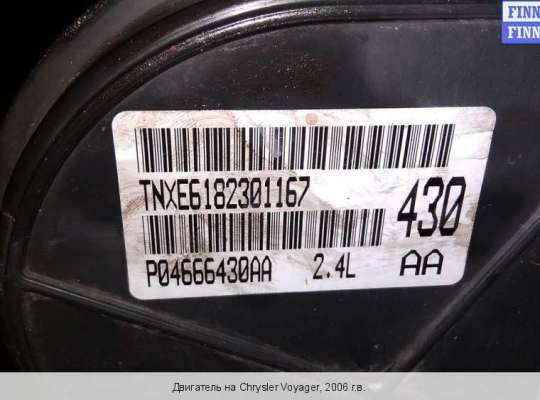 FINN
FINN
TNXE6182301167
430
P04666430AA 2.4L AA
Двигатель на Chrysler Voyager, 2006 г.в.